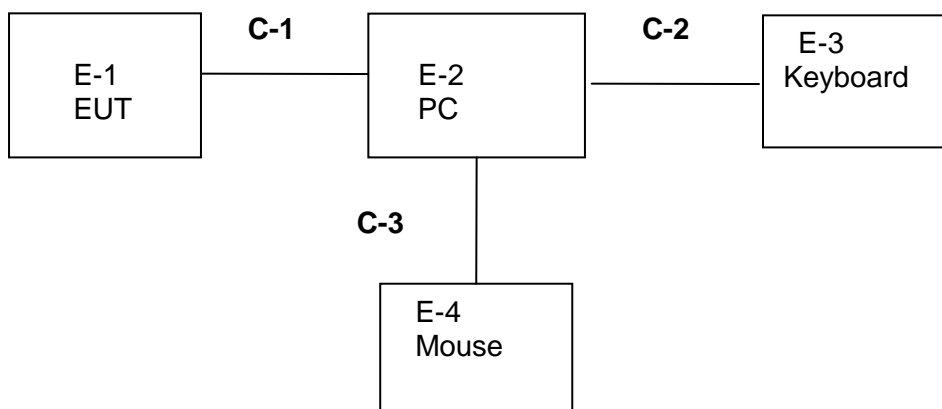 C-1
C-2
E-1
EUT
E-2
PC
E-3
Keyboard
C-3
E-4
Mouse